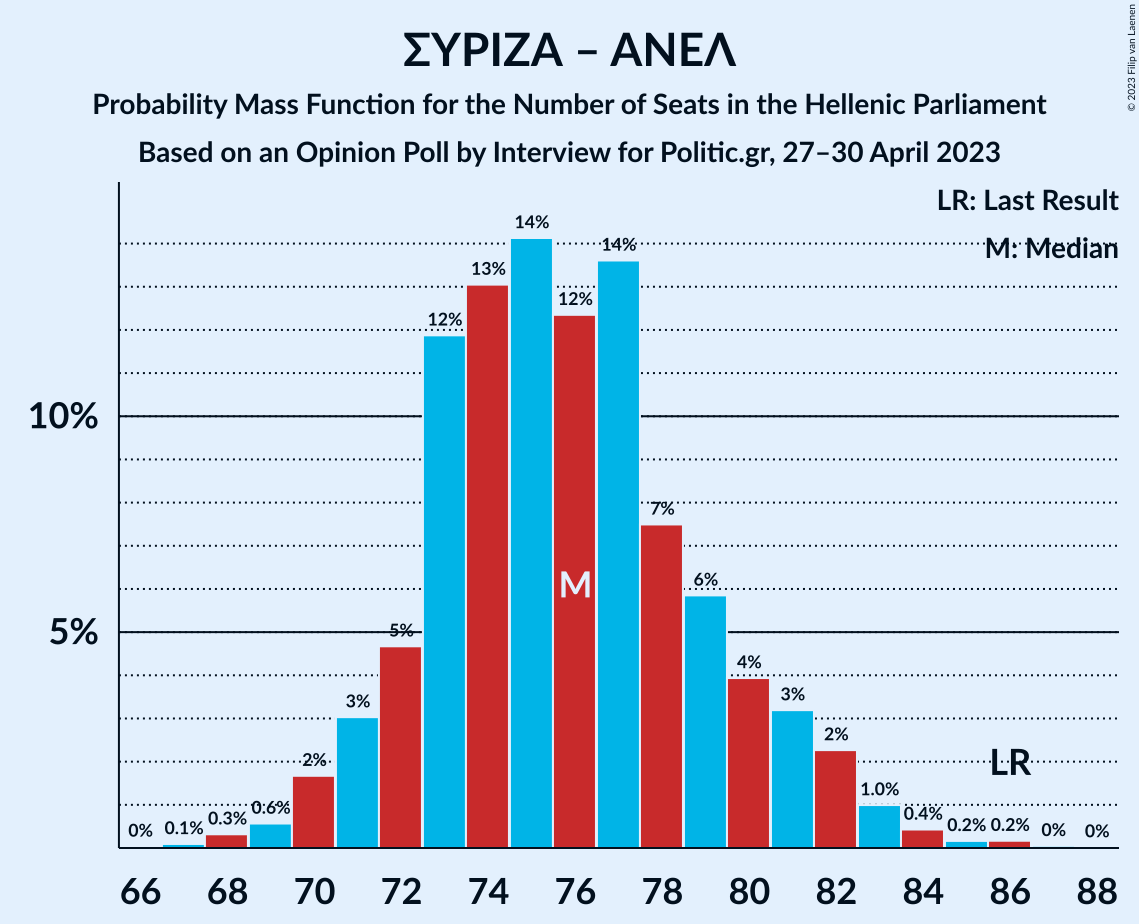 ΣΥΡΙΖΑ – ΑΝΕΛ
Probability Mass Function for the Number of Seats in the Hellenic Parliament
Based on an Opinion Poll by Interview for Politic.gr, 27–30 April 2023
© 2023 Filip van Laenen
LR: Last Result
M: Median
10%
5%
0%
0.1%
0.3%
0.6%
2%
3%
5%
12%
13%
14%
12%
14%
7%
6%
4%
3%
2%
1.0%
0.4%
0.2%
0.2%
0%
0%
M
LR
66 68 70 72 74 76 78 80 82 84 86 88